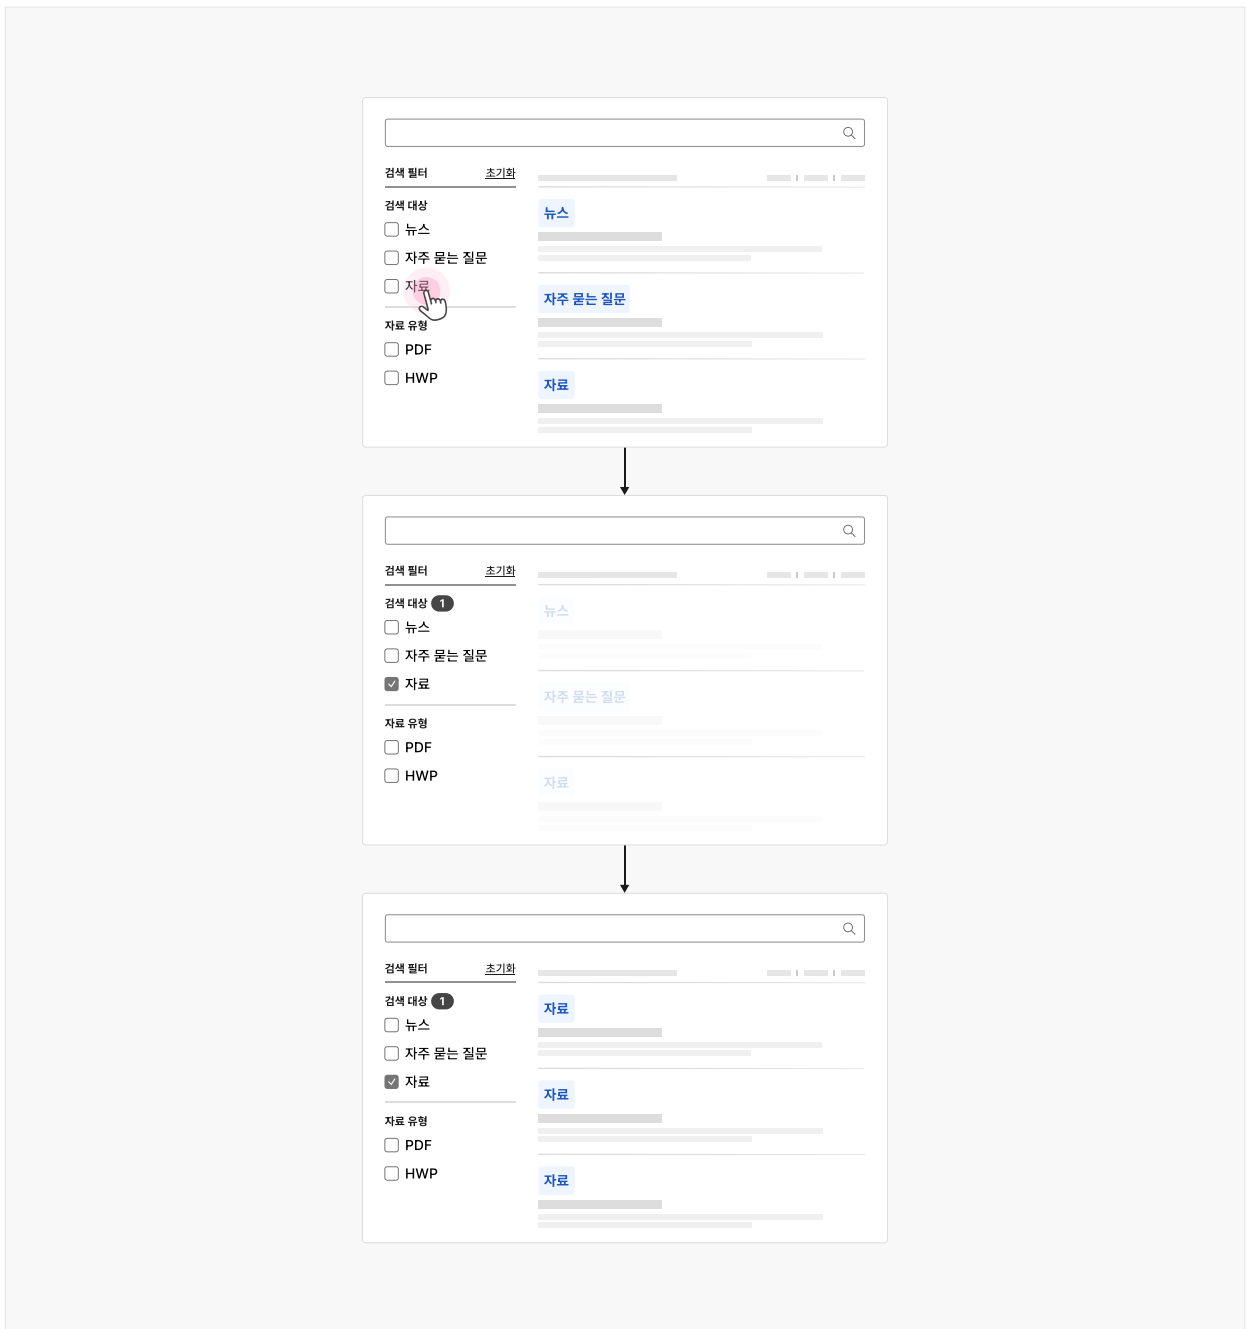 검색 필터 초기화
검색 대상
뉴스
자주 묻는 질문
자료
자료 유형
PDF
HWP
뉴스
자주 묻는 질문
자료
검색 필터 초기화
검색 대상 1
뉴스
자주 묻는 질문
자료
자료 유형
PDF
HWP
뉴스
자주 묻는 질문
자료
검색 필터 초기화
검색 대상 1
뉴스
자주 묻는 질문
자료
자료 유형
PDF
HWP
자료
자료
자료